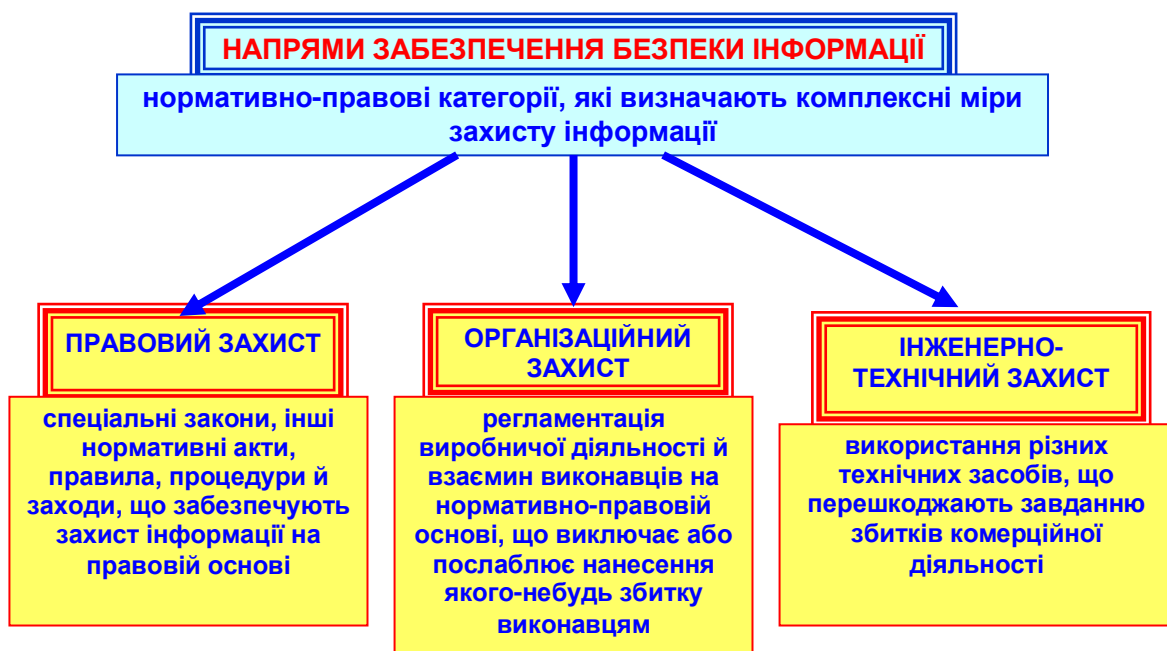 НАПРЯМИ ЗАБЕЗПЕЧЕННЯ БЕЗПЕКИ ІНФОРМАЦІЇ
нормативно-правові категорії, які визначають комплексні міри
захисту інформації
ПРАВОВИЙ ЗАХИСТ
спеціальні закони, інші
нормативні акти,
правила, процедури й
заходи, що забезпечують
захист інформації на
правовій основі
ОРГАНІЗАЦІЙНИЙ
ЗАХИСТ
регламентація
виробничої діяльності й
взаємин виконавців на
нормативно-правовій
основі, що виключає або
послаблює нанесення
якого-небудь збитку
виконавцям
ІНЖЕНЕРНО-
ТЕХНІЧНИЙ ЗАХИСТ
використання різних
технічних засобів, що
перешкоджають завданню
збитків комерційної
діяльності